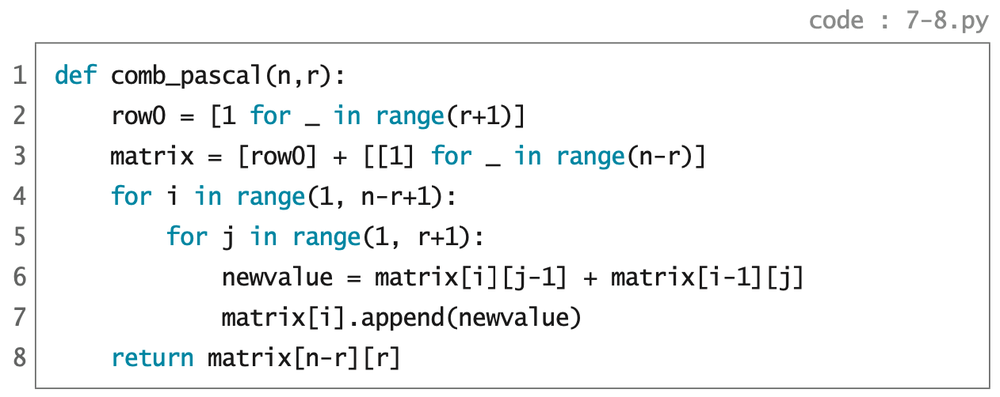 code : 7-8.py
1 def comb_pascal(n,r):
2     row0 = [1 for _ in range(r+1)]
3     matrix = [row0] + [[1] for _ in range(n-r)]
4     for i in range(1, n-r+1):
5         for j in range(1, r+1):
6             newvalue = matrix[i][j-1] + matrix[i-1][j]
7             matrix[i].append(newvalue)
8     return matrix[n-r][r]